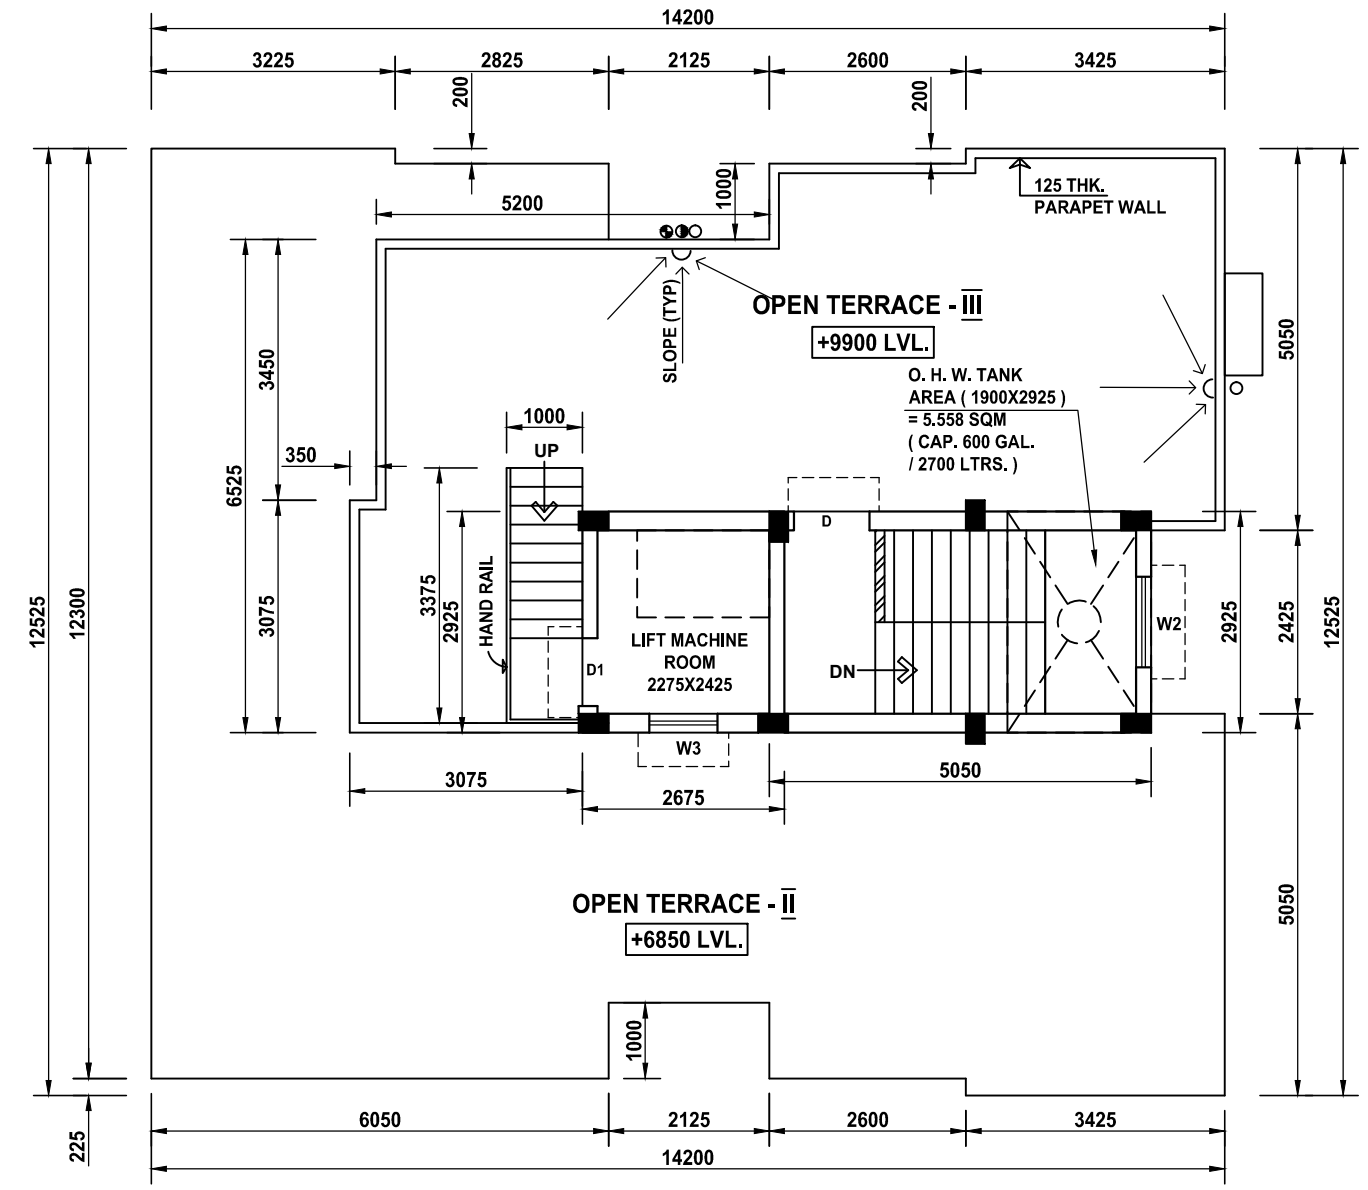 14200
3225
2825
2125
2600
3425
200
200
125 THK.
PARAPET WALL
1000
5200
OPEN TERRACE - III
+9900 LVL.
SLOPE (TYP)
5050
3450
O. H. W. TANK
AREA ( 1900X2925 )
= 5.558 SQM
( CAP. 600 GAL.
/ 2700 LTRS. )
1000
UP
350
6525
D
HAND RAIL
3375
2925
3075
12525
12300
LIFT MACHINE
ROOM
2275X2425
D1
DN
W2
2925
2425
12525
W3
3075
2675
5050
OPEN TERRACE - II
+6850 LVL.
5050
1000
6050
2125
2600
3425
225
14200